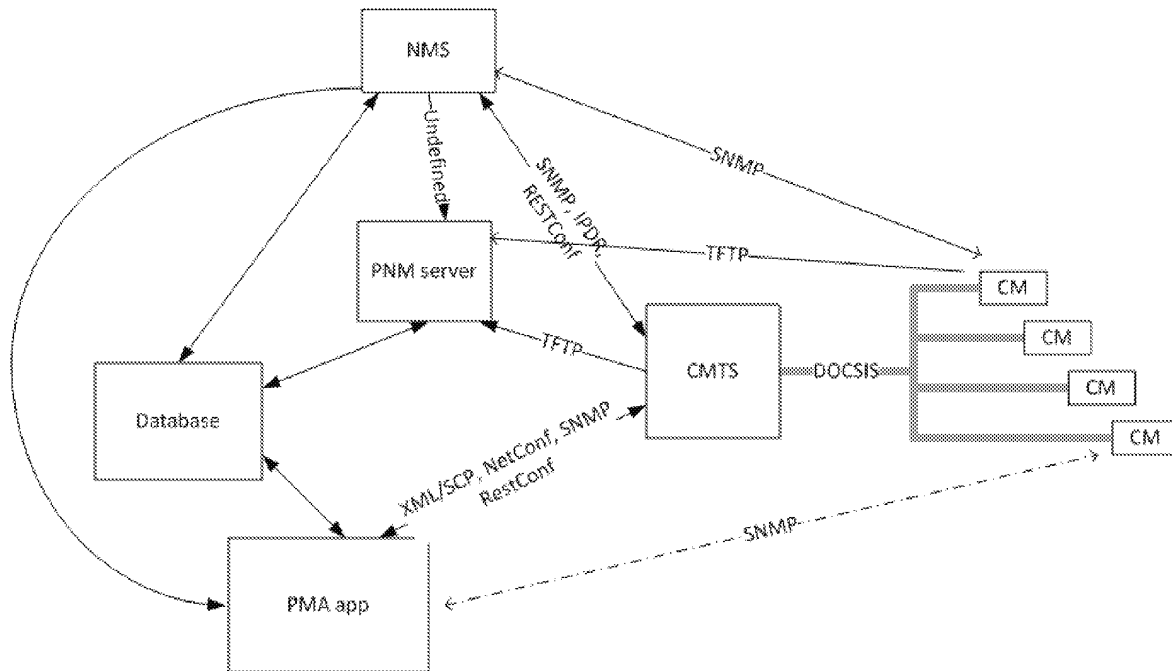 NMS
Undefined
SNMP
SNMP, IPDR,
RESTConf
PNM server
TFTP
CM
TFTP
CM
CMTS
DOCSIS
CM
Database
CM
XML/SCP, NetConf, SNMP
RestConf
SNMP
PMA app